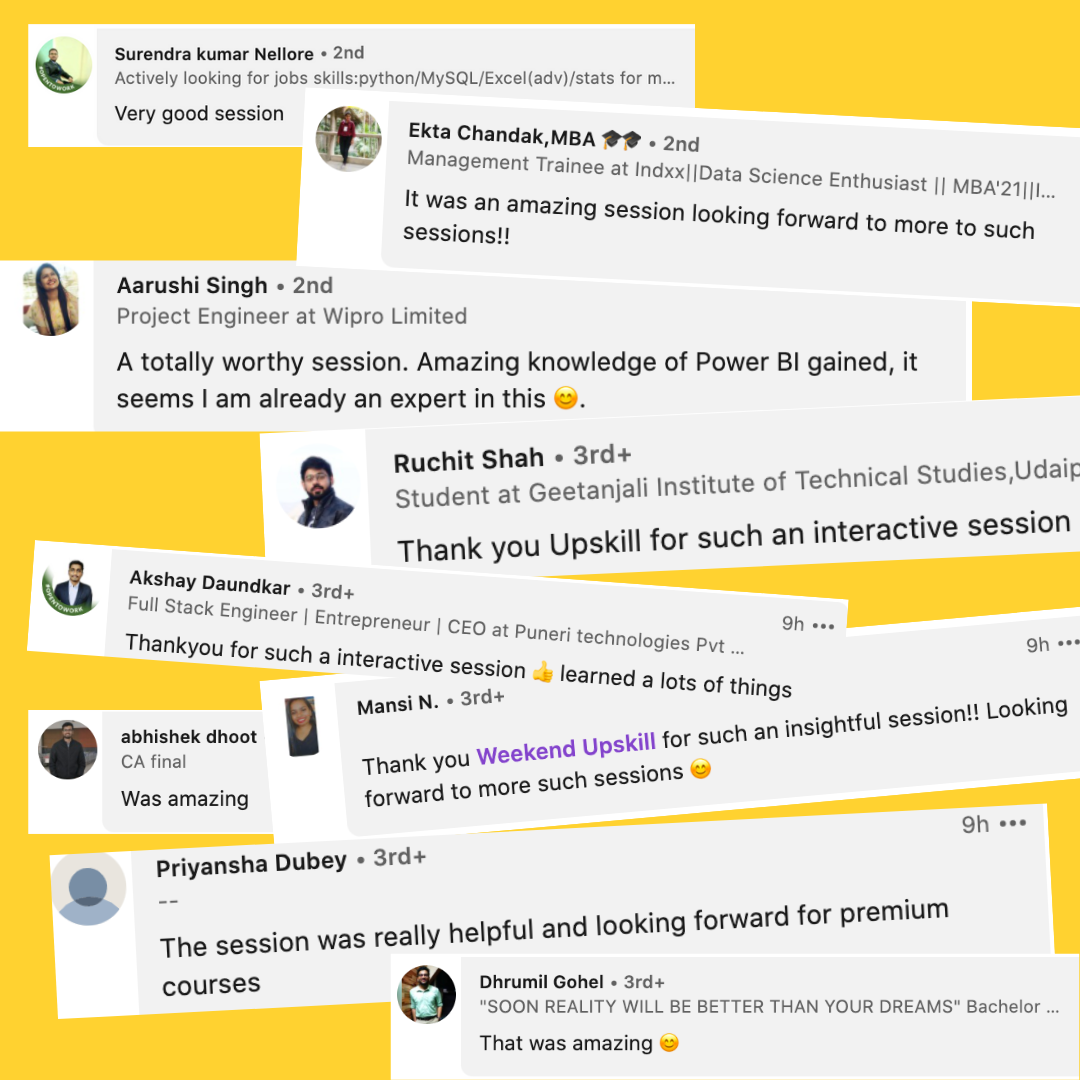 Surendra kumar Nellore • 2nd
Actively looking for jobs skills:python/MySQL/Excel(adv)/stats for m...
Very good session
#OPENTOWORK
Ekta Chandak,MBA 🎓🎓 • 2nd
Management Trainee at Indxx||Data Science Enthusiast || MBA'21||I...
It was an amazing session looking forward to more to such
sessions!!
Aarushi Singh • 2nd
Project Engineer at Wipro Limited
A totally worthy session. Amazing knowledge of Power BI gained, it
seems I am already an expert in this 😊.
Ruchit Shah • 3rd+
Student at Geetanjali Institute of Technical Studies,Udaip
Thank you Upskill for such an interactive session
Akshay Daundkar • 3rd+
Full Stack Engineer | Entrepreneur | CEO at Puneri technologies Pvt ...
9h •••
Thankyou for such a interactive session 👍 learned a lots of things
#OPENTOWORK
Mansi N. • 3rd+
9h •••
Thank you Weekend Upskill for such an insightful session!! Looking
forward to more such sessions 😊
abhishek dhoot
CA final
Was amazing
Priyansha Dubey • 3rd+
9h •••
--
The session was really helpful and looking forward for premium
courses
Dhrumil Gohel • 3rd+
"SOON REALITY WILL BE BETTER THAN YOUR DREAMS" Bachelor ...
That was amazing 😊